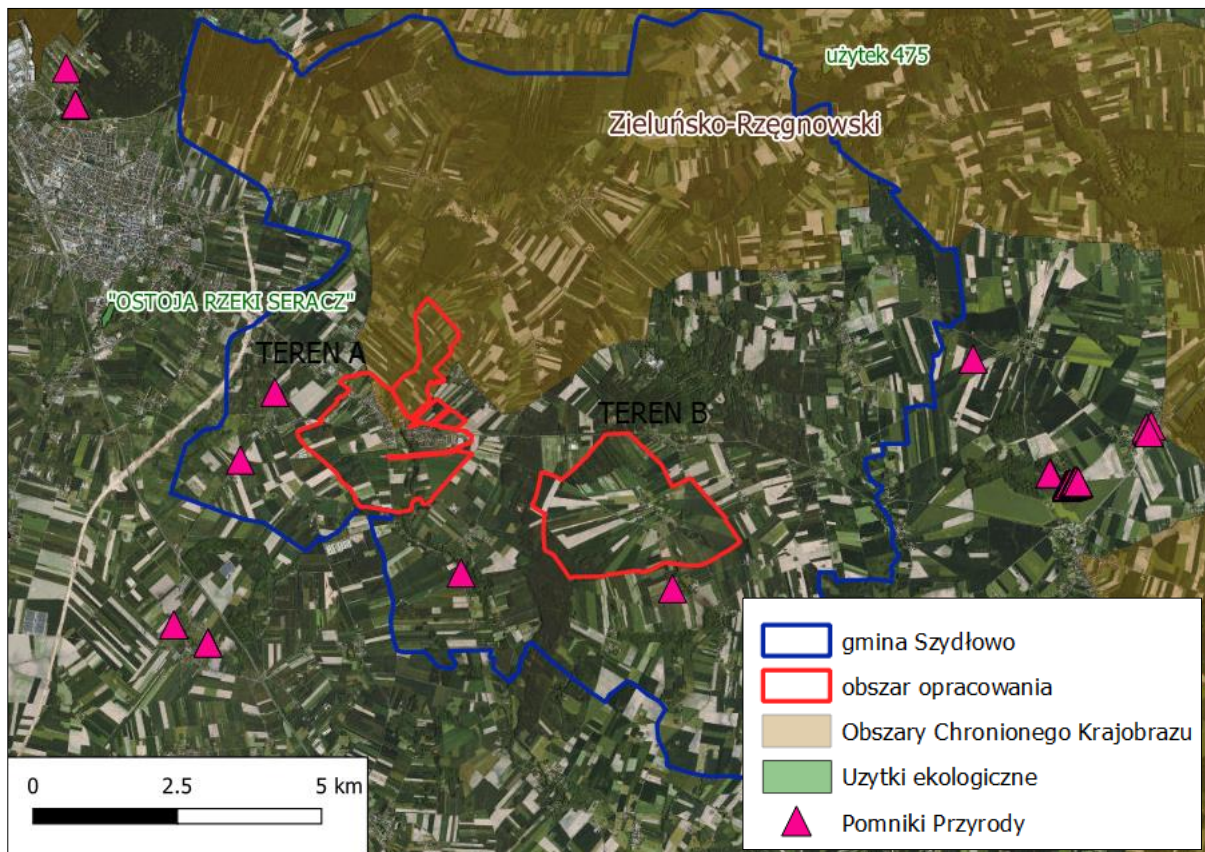 użytek 475
Zieluńsko-Rzęgnowski
"OSTOJA RZEKI SERACZ"
TEREN A
TEREN B
gmina Szydłowo
obszar opracowania
Obszary Chronionego Krajobrazu
Uzytki ekologiczne
Pomniki Przyrody
0 2.5 5 km